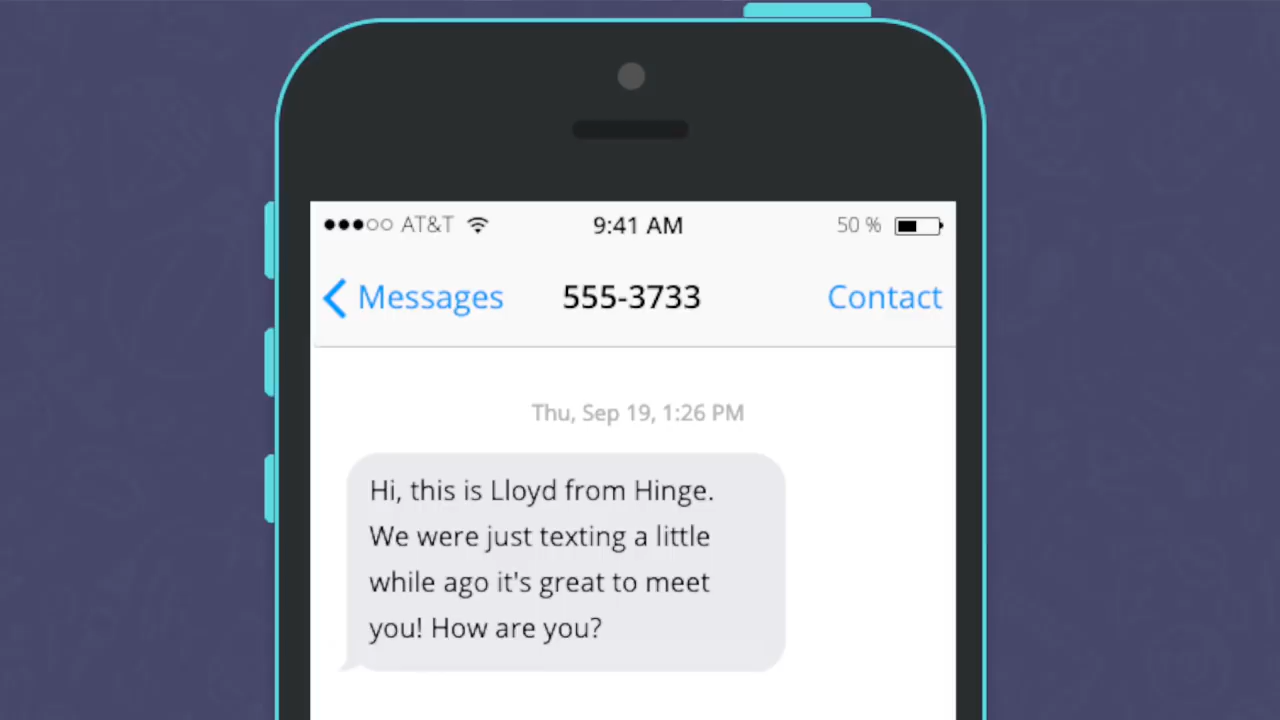 ●●●○○ AT&T 9:41 AM 50 %
Messages 555-3733 Contact
Thu, Sep 19, 1:26 PM
Hi, this is Lloyd from Hinge.
We were just texting a little
while ago it's great to meet
you! How are you?